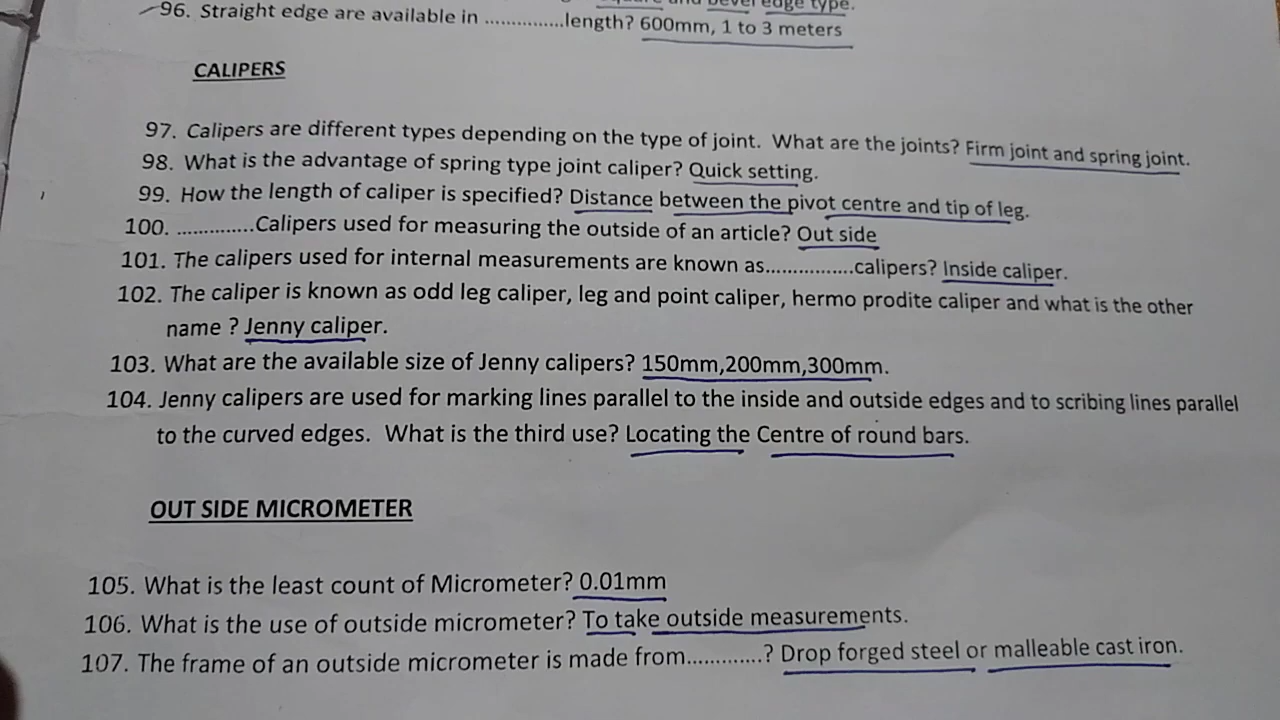 bevel edge type.
96. Straight edge are available in ...............length? 600mm, 1 to 3 meters
CALIPERS
97. Calipers are different types depending on the type of joint. What are the joints? Firm joint and spring joint.
98. What is the advantage of spring type joint caliper? Quick setting.
99. How the length of caliper is specified? Distance between the pivot centre and tip of leg.
100. ..............Calipers used for measuring the outside of an article? Out side
101. The calipers used for internal measurements are known as.................calipers? Inside caliper.
102. The caliper is known as odd leg caliper, leg and point caliper, hermo prodite caliper and what is the other
name ? Jenny caliper.
103. What are the available size of Jenny calipers? 150mm,200mm,300mm.
104. Jenny calipers are used for marking lines parallel to the inside and outside edges and to scribing lines parallel
to the curved edges. What is the third use? Locating the Centre of round bars.
OUT SIDE MICROMETER
105. What is the least count of Micrometer? 0.01mm
106. What is the use of outside micrometer? To take outside measurements.
107. The frame of an outside micrometer is made from.............? Drop forged steel or malleable cast iron.